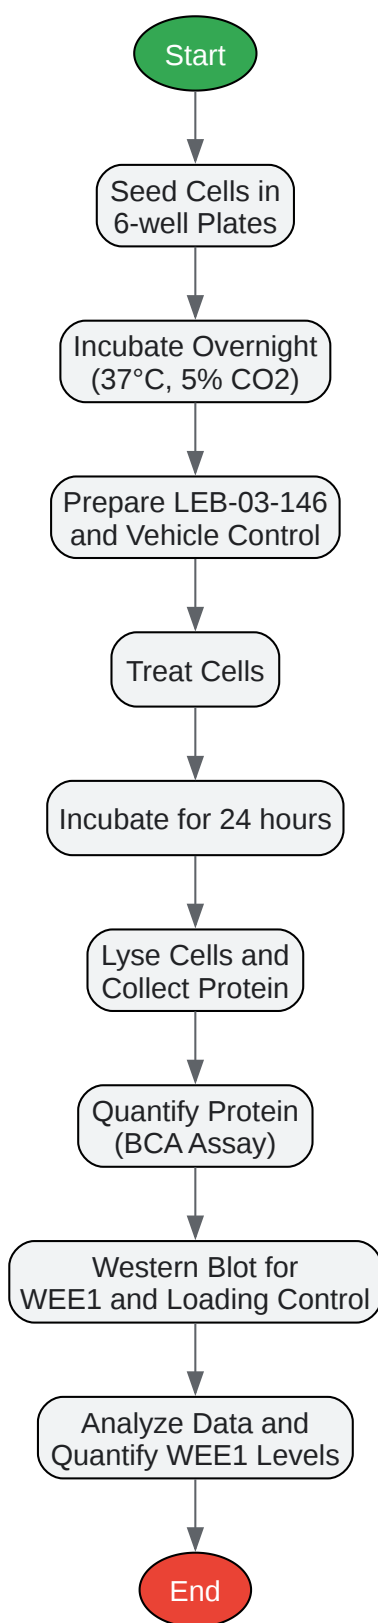 Start
Seed Cells in
6-well Plates
Incubate Overnight
(37°C, 5% CO2)
Prepare LEB-03-146
and Vehicle Control
Treat Cells
Incubate for 24 hours
Lyse Cells and
Collect Protein
Quantify Protein
(BCA Assay)
Western Blot for
WEE1 and Loading Control
Analyze Data and
Quantify WEE1 Levels
End